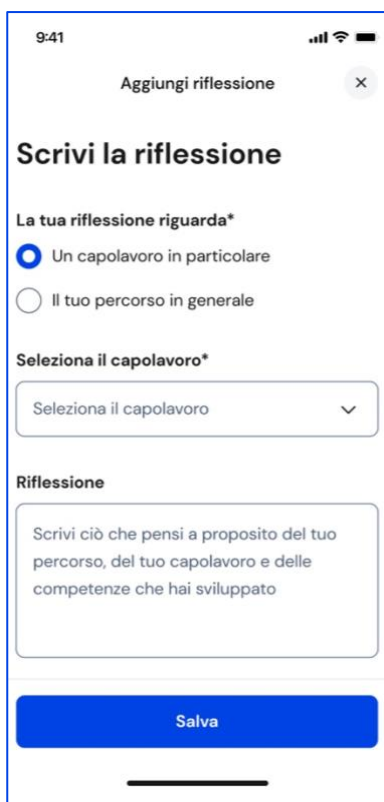 9:41
Aggiungi riflessione
Scrivi la riflessione
La tua riflessione riguarda*
Un capolavoro in particolare
Il tuo percorso in generale
Seleziona il capolavoro*
Seleziona il capolavoro
Riflessione
Scrivi ciò che pensi a proposito del tuo
percorso, del tuo capolavoro e delle
competenze che hai sviluppato
Salva